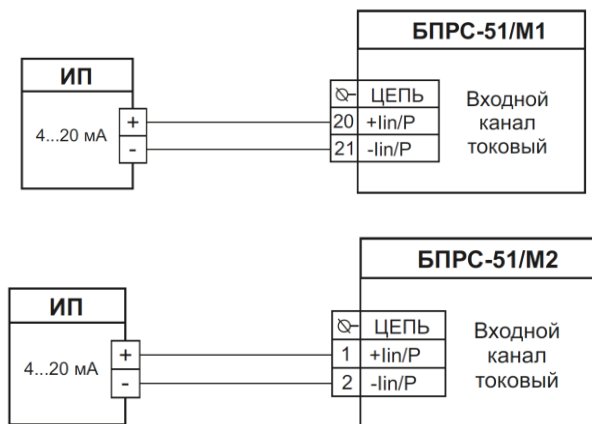 БПРС-51/М1
ИП
4...20 мА
+
-
ЦЕПЬ
20 +Iin/P
21 -Iin/P
Входной
канал
токовый
БПРС-51/М2
ИП
4...20 мА
+
-
ЦЕПЬ
1 +Iin/P
2 -Iin/P
Входной
канал
токовый